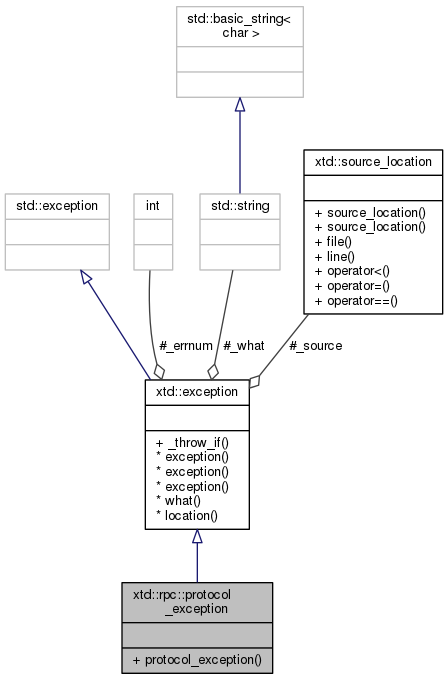 std::basic_string<
char >
xtd::source_location
+ source_location()
+ source_location()
+ file()
+ line()
+ operator<()
+ operator=()
+ operator==()
std::exception
int
std::string
#_errnum
#_what
#_source
xtd::exception
+ _throw_if()
* exception()
* exception()
* exception()
* what()
* location()
xtd::rpc::protocol
_exception
+ protocol_exception()